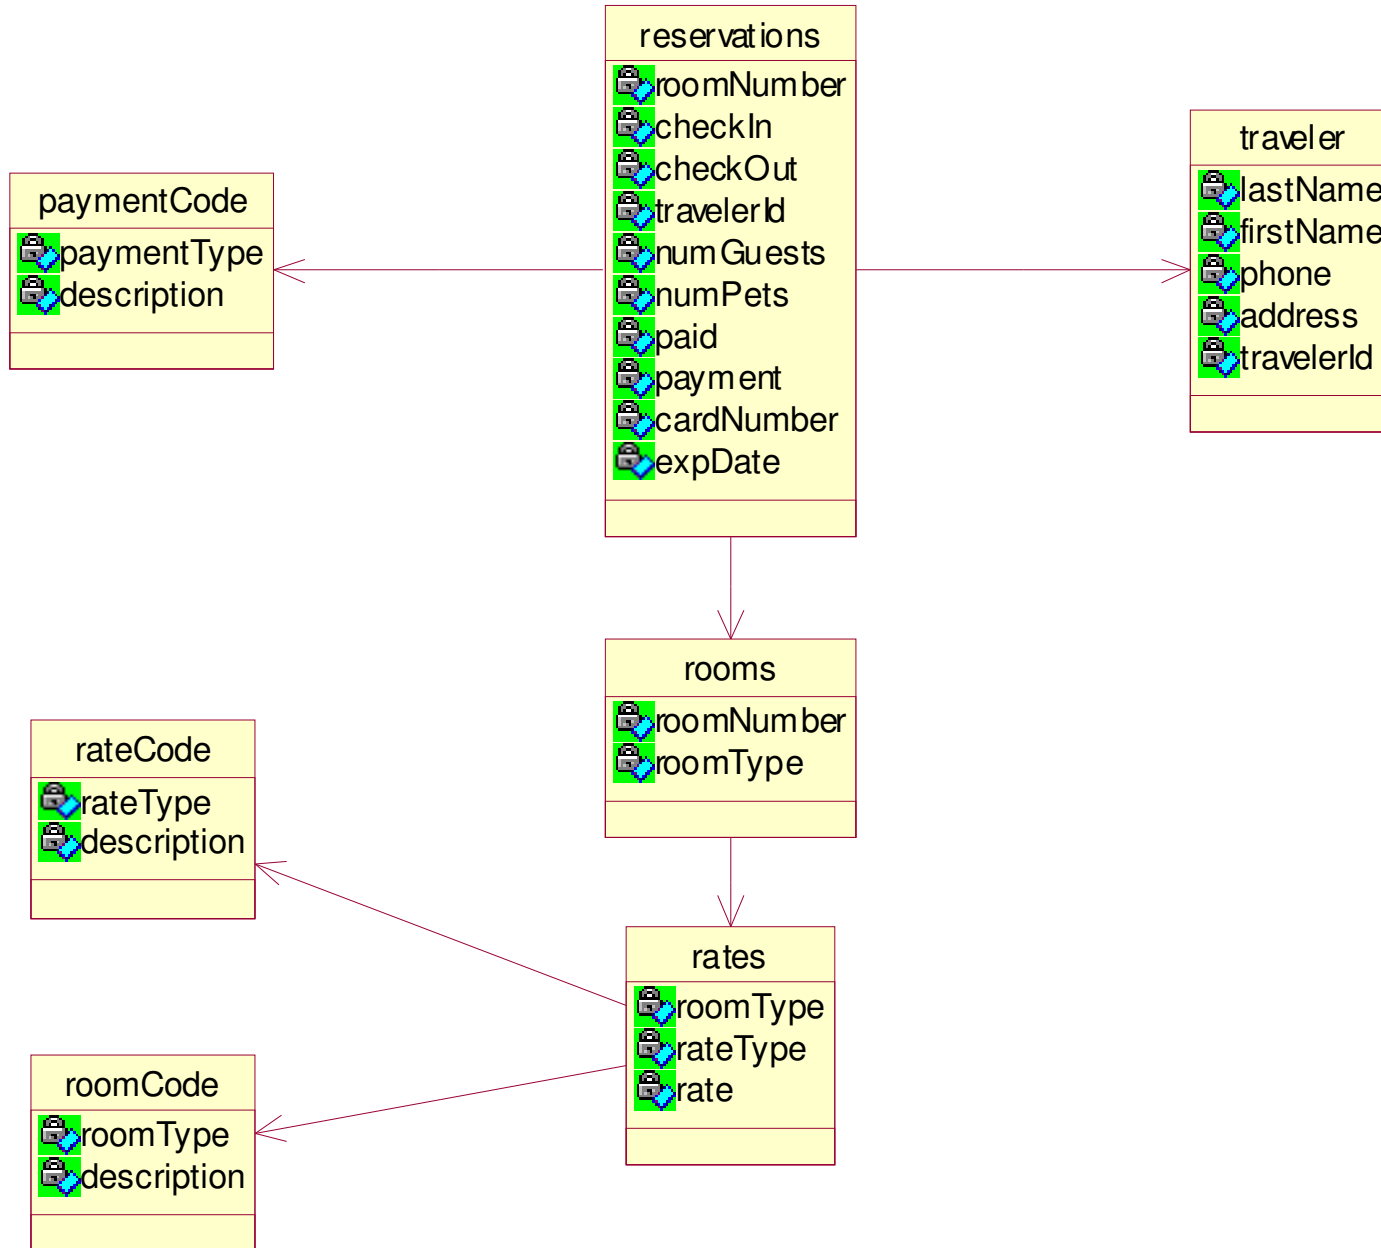 reservations
roomNumber
checkIn
checkOut
travelerId
numGuests
numPets
paid
payment
cardNumber
expDate
paymentCode
paymentType
description
traveler
lastName
firstName
phone
address
travelerId
rooms
roomNumber
roomType
rateCode
rateType
description
rates
roomType
rateType
rate
roomCode
roomType
description